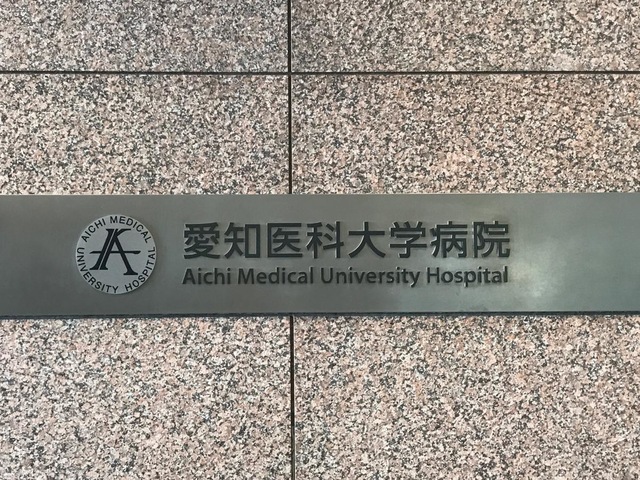 AICHI MEDICAL
UNIVERSITY HOSPITAL
愛知医科大学病院
Aichi Medical University Hospital